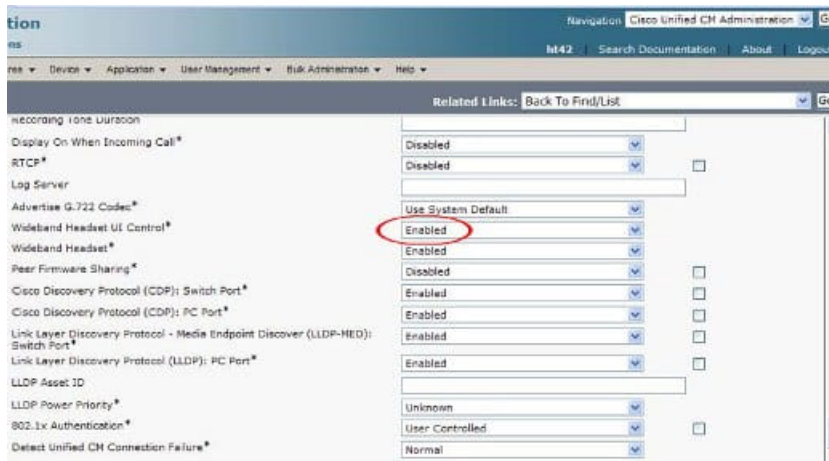 tion
Navigation Cisco Unified CM Administration
ns
ht42 Search Documentation About Logou
Device Application User Management Bulk Administration Help
Related Links: Back To Find/List
Recording Tone Duration
Display On When Incoming Call* Disabled
RTCP* Disabled
Log Server
Advertise G.722 Codec* Use System Default
Wideband Headset UI Control* Enabled
Wideband Headset* Enabled
Peer Firmware Sharing* Disabled
Cisco Discovery Protocol (CDP): Switch Port* Enabled
Cisco Discovery Protocol (CDP): PC Port* Enabled
Link Layer Discovery Protocol - Media Endpoint Discover (LLDP-MED):
Switch Port* Enabled
Link Layer Discovery Protocol (LLDP): PC Port* Enabled
LLDP Asset ID
LLDP Power Priority* Unknown
802.1x Authentication* User Controlled
Detect Unified CM Connection Failure* Normal